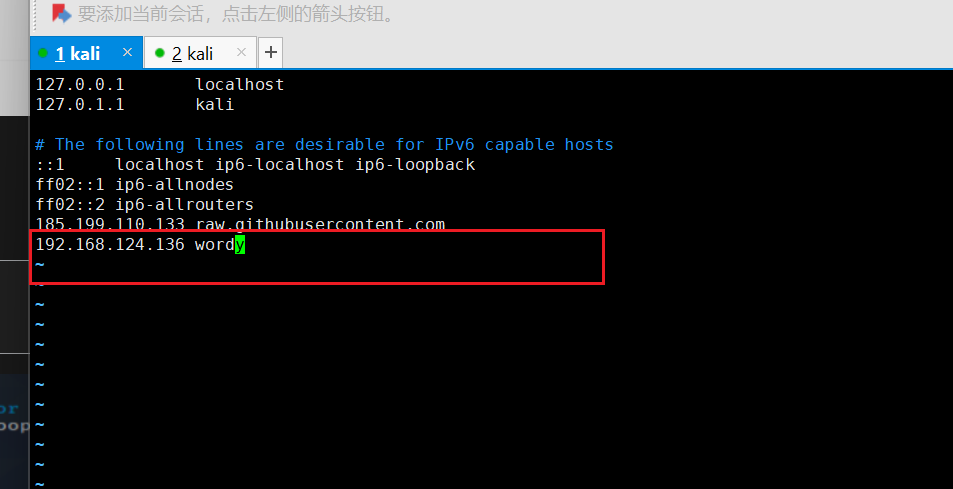 要添加当前会话，点击左侧的箭头按钮。
1 kali × 2 kali × +
127.0.0.1 localhost
127.0.1.1 kali
# The following lines are desirable for IPv6 capable hosts
::1 localhost ip6-localhost ip6-loopback
ff02::1 ip6-allnodes
ff02::2 ip6-allrouters
185.199.110.133 raw.githubusercontent.com
192.168.124.136 wordy
~
~
~
~
~
~
~
~
~
~
~
~
or
oop